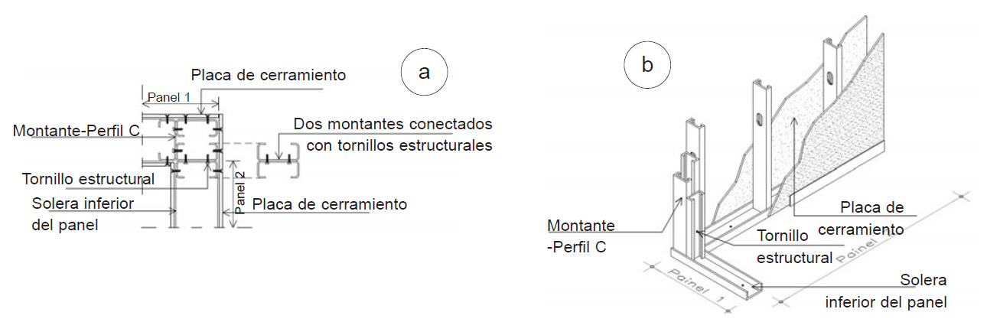 a
Placa de cerramiento
Panel 1
Montante-Perfil C
Dos montantes conectados
con tornillos estructurales
Tornillo estructural
Panel 2
Solera inferior
del panel
Placa de cerramiento
b
Placa de
cerramiento
Montante
-Perfil C
Tornillo
estructural
Painel
Painel 1
Solera
inferior del panel